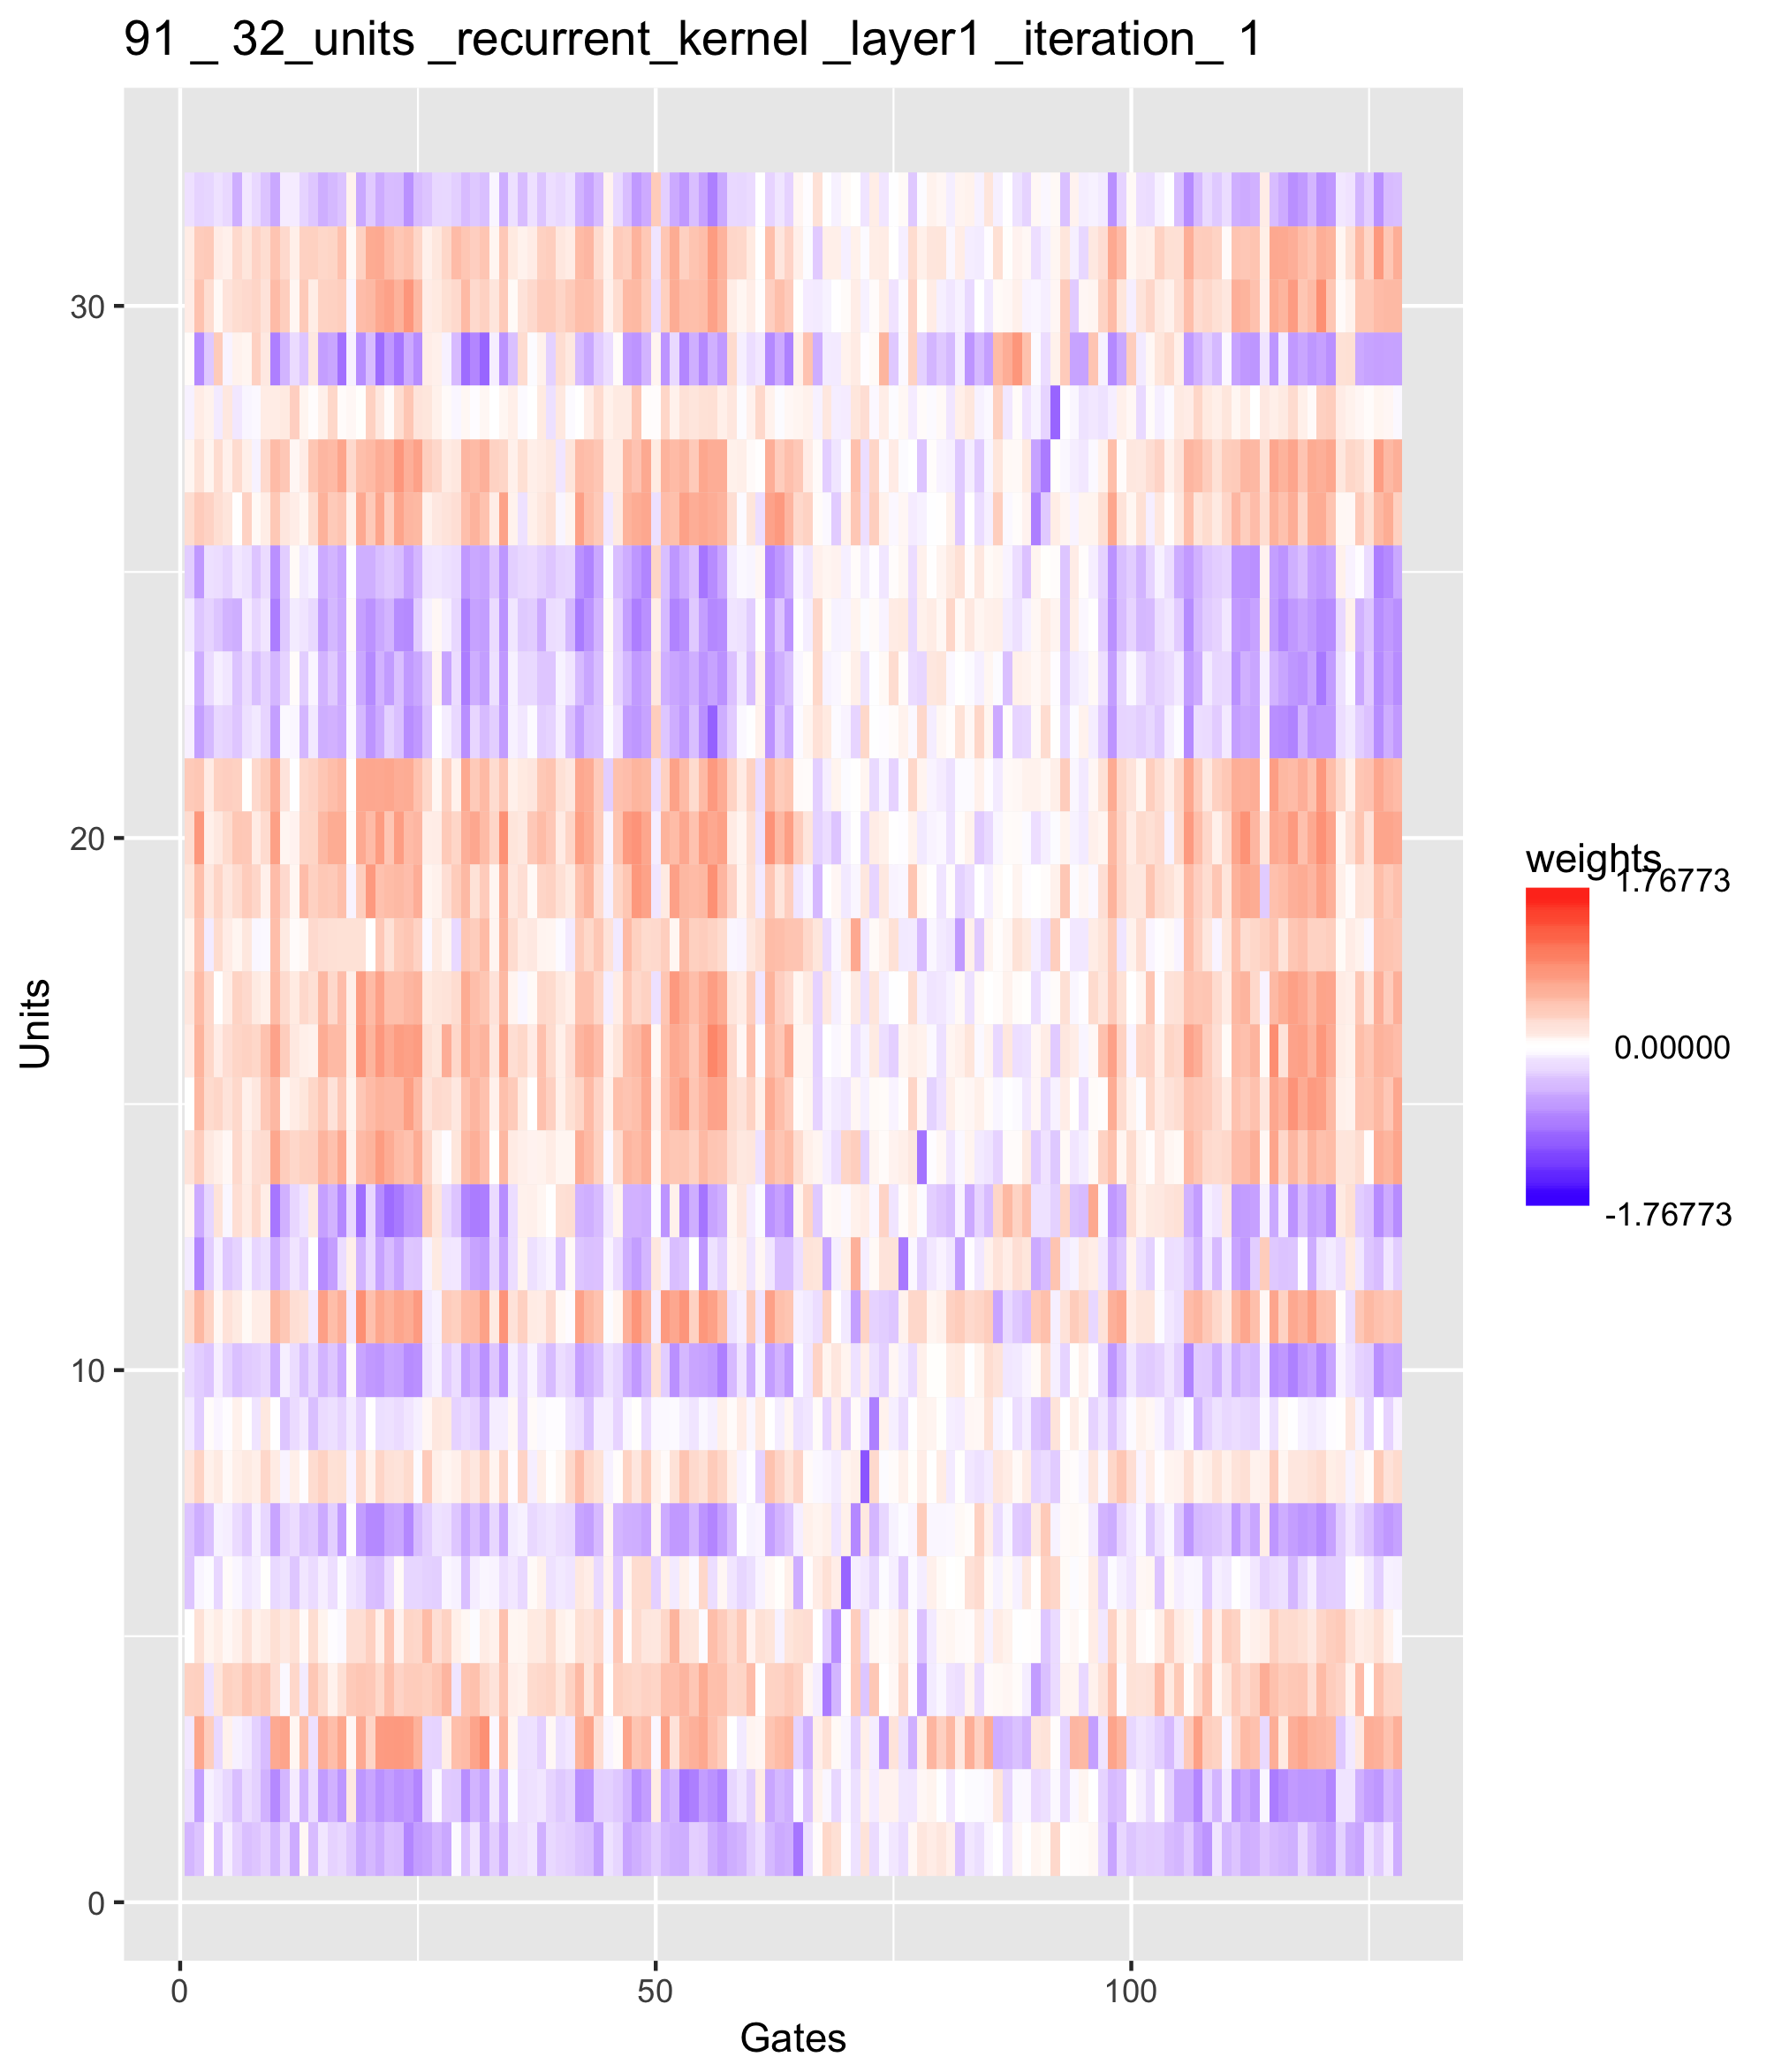 91 _ 32_units _recurrent_kernel _layer1 _iteration_ 1
30
20
10
0
Units
0 50 100
Gates
weights
1.76773
0.00000
-1.76773